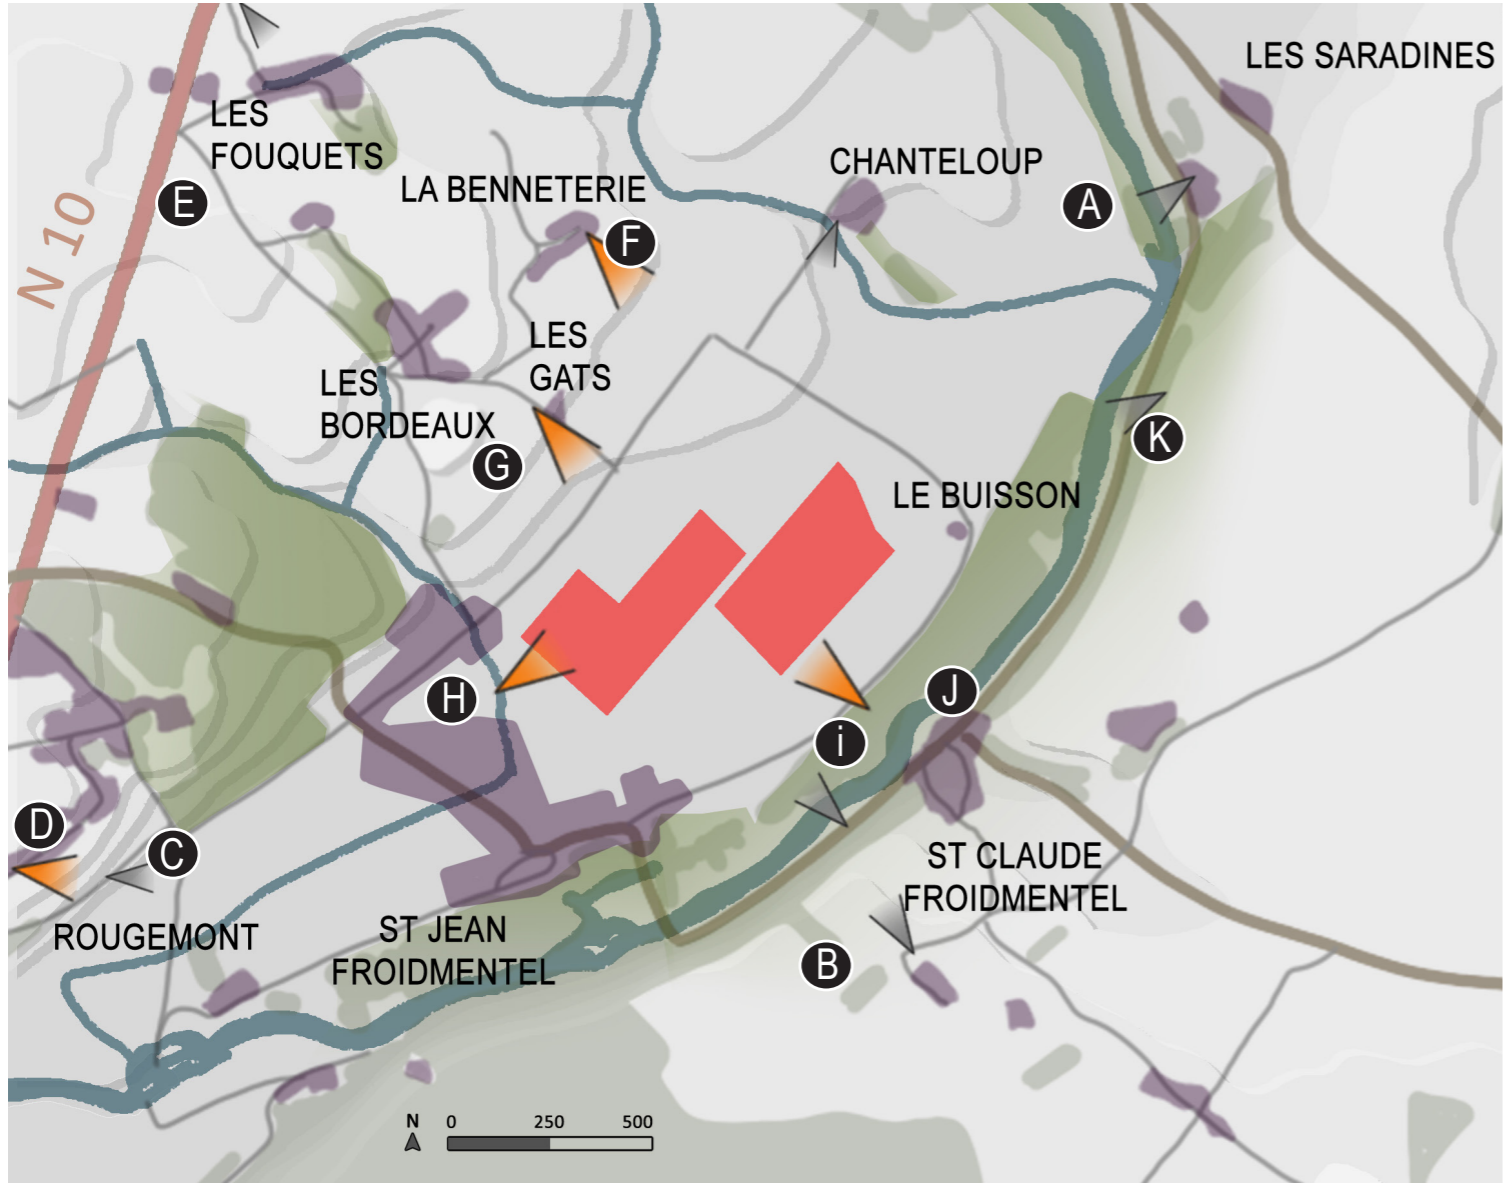 LES SARADINES
LES
FOUQUETS
CHANTELOUP
LA BENNETERIE
E
A
N 10
F
LES
GATS
LES
BORDEAUX
G
K
LE BUISSON
H
J
i
D
C
ST CLAUDE
FROIDMENTEL
ROUGEMONT
ST JEAN
FROIDMENTEL
B
N 0 250 500